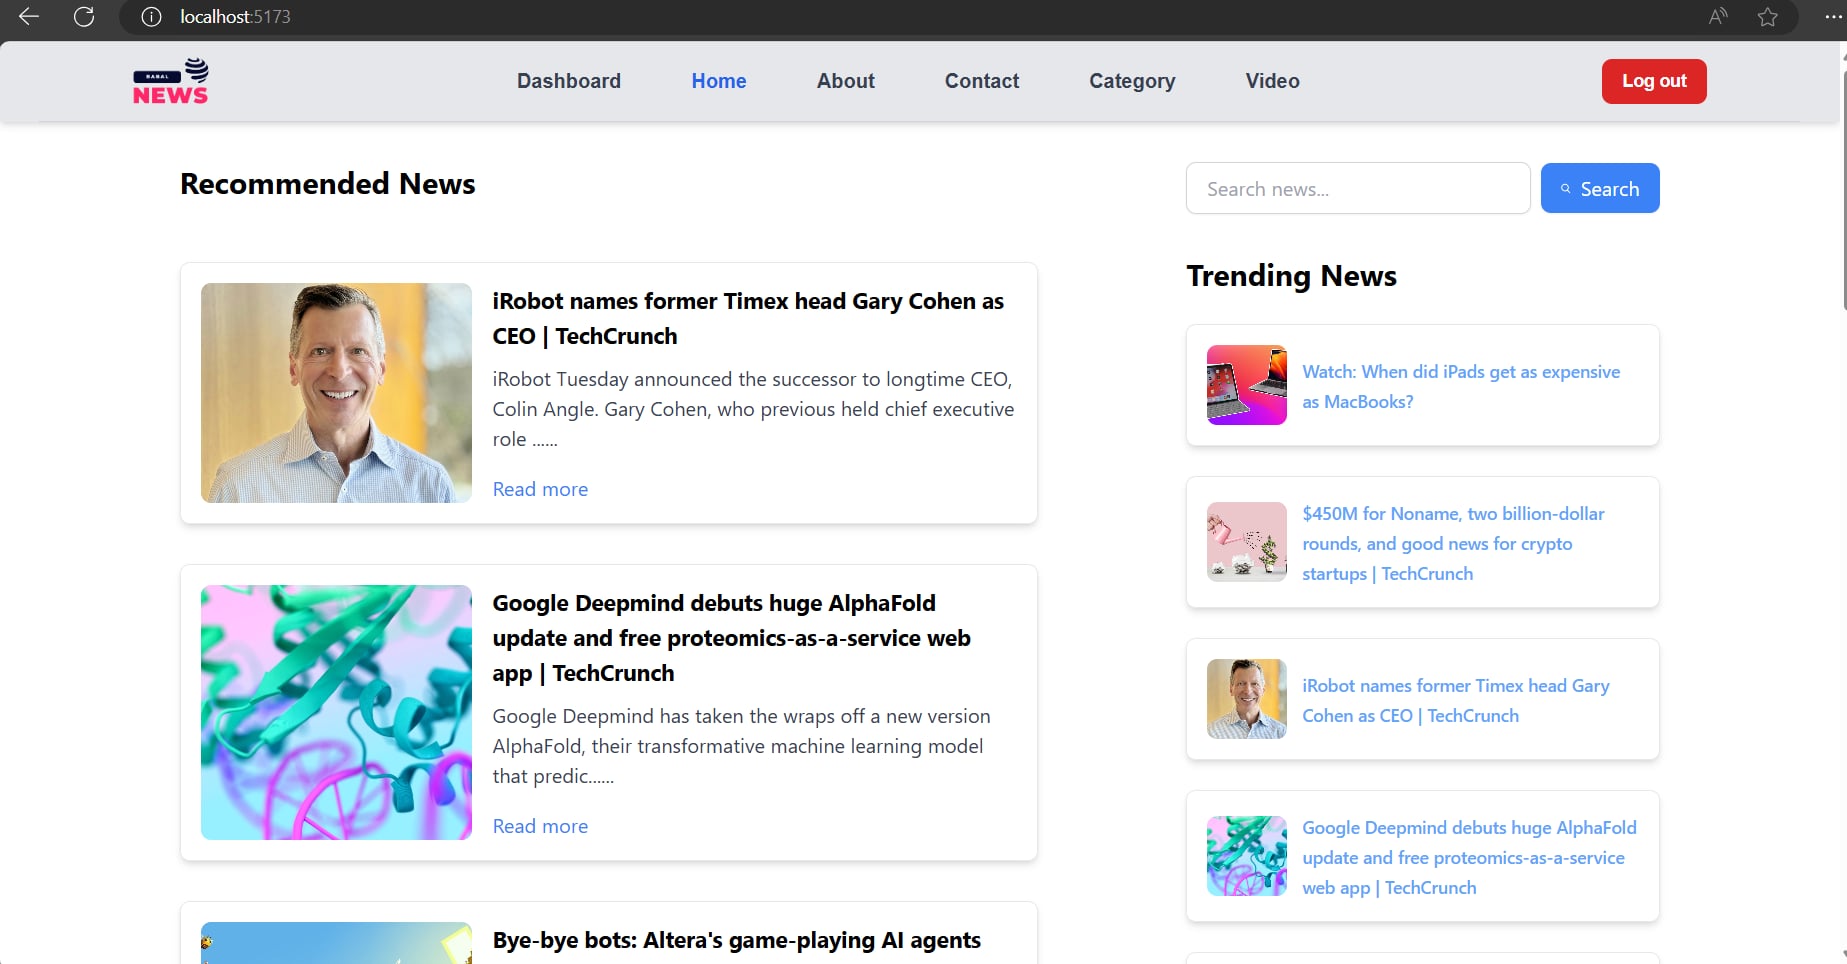 localhost:5173
BABAL
NEWS
Dashboard
Home
About
Contact
Category
Video
Log out
Recommended News
iRobot names former Timex head Gary Cohen as
CEO | TechCrunch
iRobot Tuesday announced the successor to longtime CEO,
Colin Angle. Gary Cohen, who previous held chief executive
role ......
Read more
Google Deepmind debuts huge AlphaFold
update and free proteomics-as-a-service web
app | TechCrunch
Google Deepmind has taken the wraps off a new version
AlphaFold, their transformative machine learning model
that predic......
Read more
Bye-bye bots: Altera's game-playing AI agents
Search news...
Search
Trending News
Watch: When did iPads get as expensive
as MacBooks?
$450M for Noname, two billion-dollar
rounds, and good news for crypto
startups | TechCrunch
iRobot names former Timex head Gary
Cohen as CEO | TechCrunch
Google Deepmind debuts huge AlphaFold
update and free proteomics-as-a-service
web app | TechCrunch